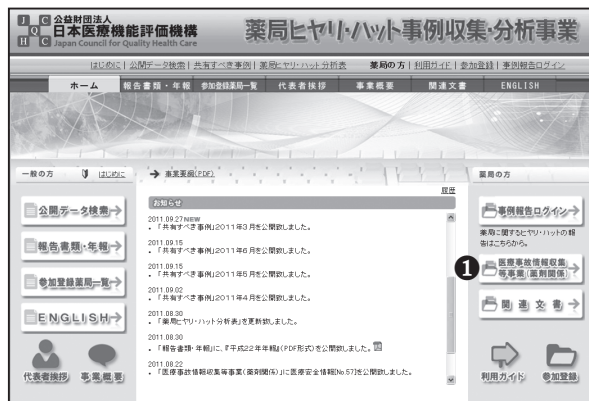 公益財団法人
日本医療機能評価機構
Japan Council for Quality Health Care
J C
Q
H C
薬局ヒヤリ・ハット事例収集・分析事業
はじめに | 公開データ検索 | 共有すべき事例 | 薬局ヒヤリ・ハット分析表 薬局の方 | 利用ガイド | 参加登録 | 事例報告ログイン
ホーム 報告書類・年報 参加登録薬局一覧 代表者挨拶 事業概要 関連文書 ENGLISH
一般の方 はじめに
公開データ検索
報告書類・年報
参加登録薬局一覧
ENGLISH
代表者挨拶 事業概要
事業要綱(PDF)
履歴
お知らせ
2011.09.27 NEW
・「共有すべき事例」2011年3月を公開致しました。
2011.09.15
・「共有すべき事例」2011年6月を公開致しました。
2011.09.15
・「共有すべき事例」2011年5月を公開致しました。
2011.09.02
・「共有すべき事例」2011年4月を公開致しました。
2011.08.30
・「薬局ヒヤリ・ハット分析表」を更新致しました。
2011.08.30
・「報告書類・年報」に、『平成22年年報』(PDF形式)を公開致しました。
2011.08.22
・「医療事故情報収集等事業(薬剤関係)」に医療安全情報[No.57]を公開致しました。
薬局の方
事例報告ログイン
薬局に関するヒヤリ・ハットの報
告はこちらから。
1
医療事故情報収集
等事業(薬剤関係)
関連文書
利用ガイド 参加登録